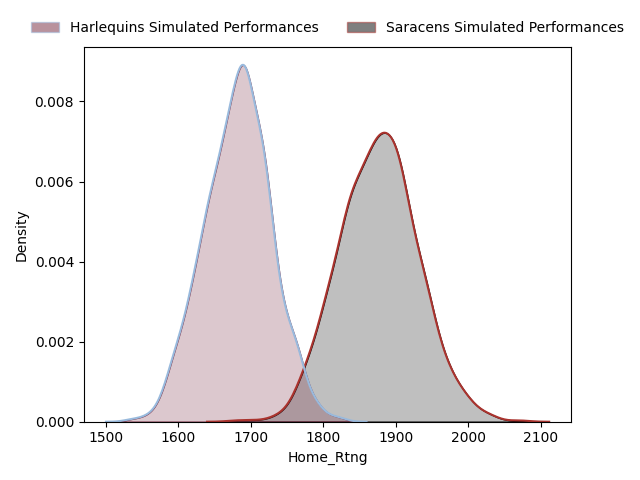 Harlequins Simulated Performances Saracens Simulated Performances
0.008
0.006
0.004
0.002
0.000
Density
1500 1600 1700 1800 1900 2000 2100
Home_Rtng